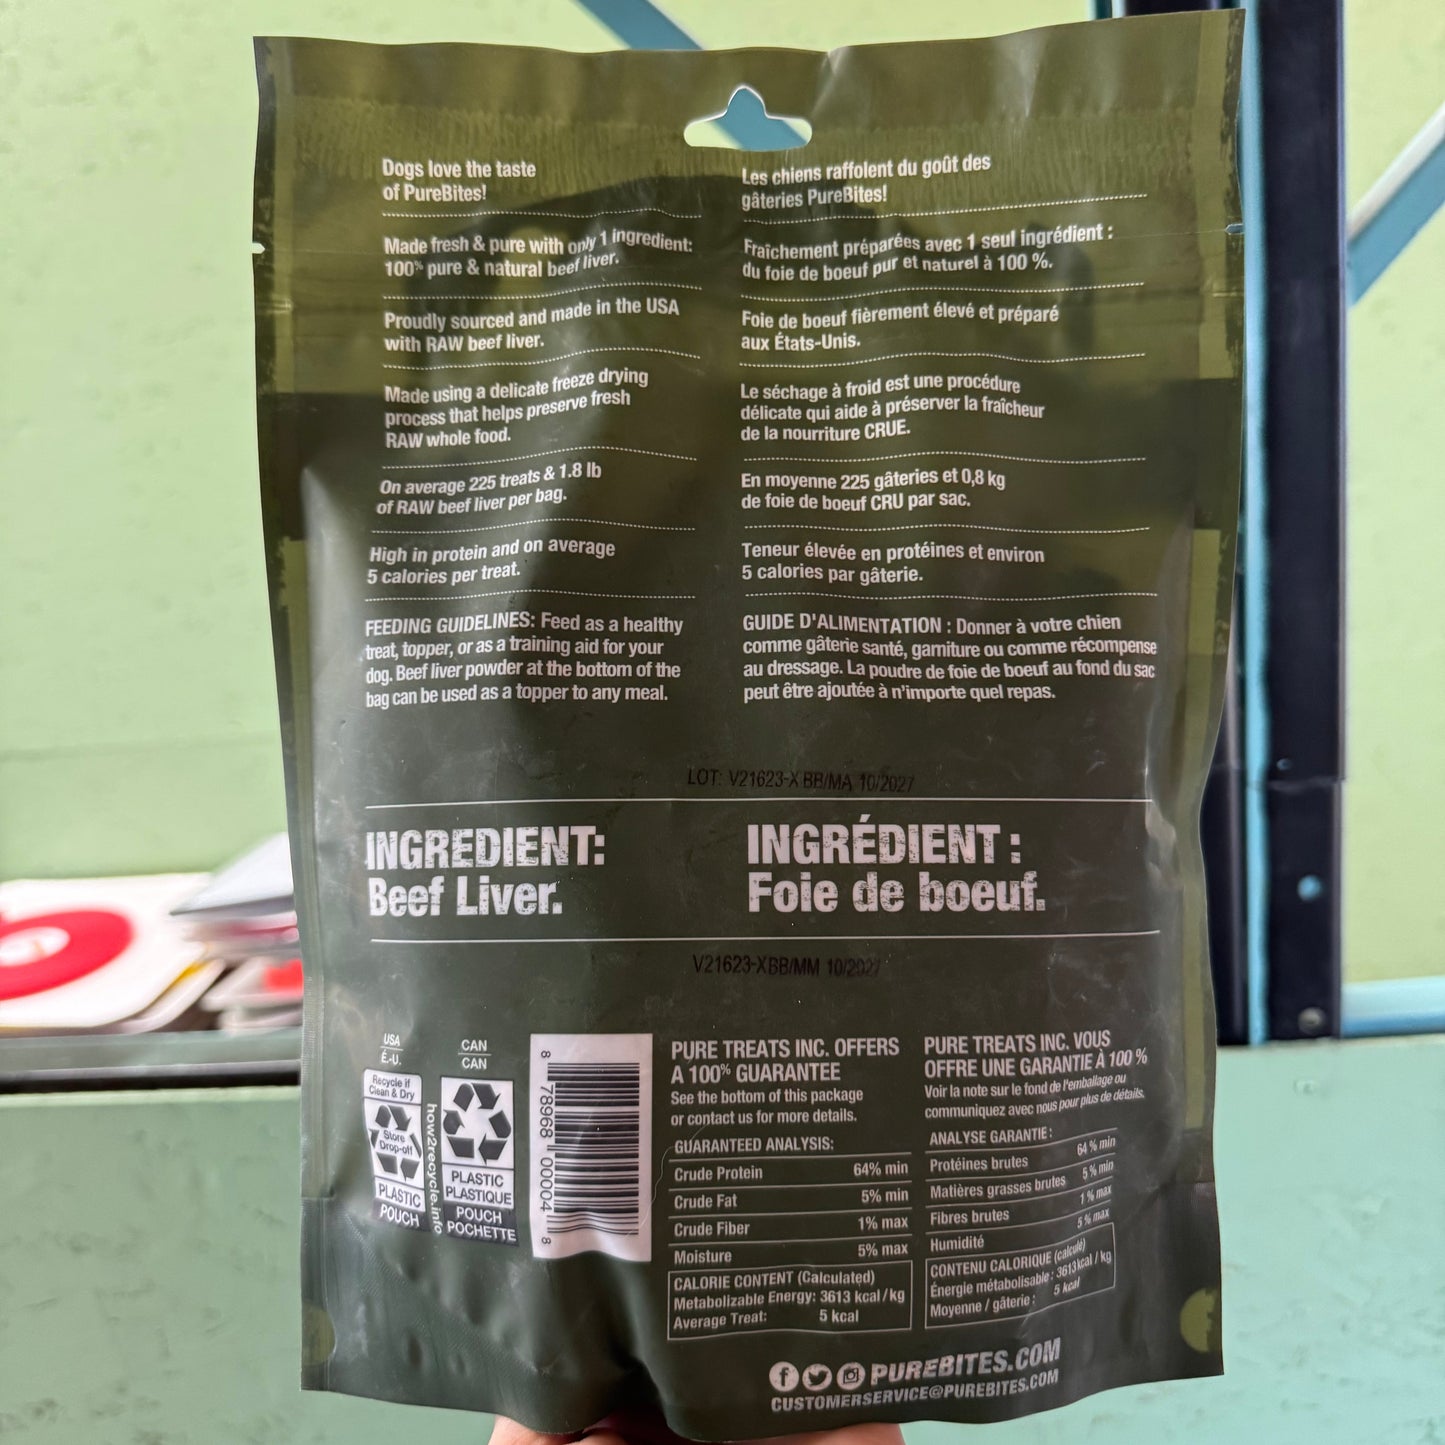 Dogs love the taste
of PureBites!
Made fresh & pure with only 1 ingredient:
100% pure & natural beef liver.
Proudly sourced and made in the USA
with RAW beef liver.
Made using a delicate freeze drying
process that helps preserve fresh
RAW whole food.
On average 225 treats & 1.8 lb
of RAW beef liver per bag.
High in protein and on average
5 calories per treat.
FEEDING GUIDELINES: Feed as a healthy
treat, topper, or as a training aid for your
dog. Beef liver powder at the bottom of the
bag can be used as a topper to any meal.
Les chiens raffolent du goût des
gâteries PureBites!
Fraîchement préparées avec 1 seul ingrédient :
du foie de boeuf pur et naturel à 100 %.
Foie de boeuf fièrement élevé et préparé
aux États-Unis.
Le séchage à froid est une procédure
délicate qui aide à préserver la fraîcheur
de la nourriture CRUE.
En moyenne 225 gâteries et 0,8 kg
de foie de boeuf CRU par sac.
Teneur élevée en protéines et environ
5 calories par gâterie.
GUIDE D'ALIMENTATION : Donner à votre chien
comme gâterie santé, garniture ou comme récompense
au dressage. La poudre de foie de boeuf au fond du sac
peut être ajoutée à n'importe quel repas.
LOT: V21623-X BB/MA 10/2027
INGREDIENT:
Beef Liver.
INGRÉDIENT :
Foie de boeuf.
V21623-XBB/MM 10/2027
USA
É.-U.
Recycle if
Clean & Dry
Store
Drop-off
PLASTIC
POUCH
how2recycle.info
CAN
CAN
PLASTIC
PLASTIQUE
POUCH
POCHETTE
8 78968 00004 8
PURE TREATS INC. OFFERS
A 100% GUARANTEE
See the bottom of this package
or contact us for more details.
GUARANTEED ANALYSIS:
Crude Protein 64% min
Crude Fat 5% min
Crude Fiber 1% max
Moisture 5% max
CALORIE CONTENT (Calculated)
Metabolizable Energy: 3613 kcal/kg
Average Treat: 5 kcal
PURE TREATS INC. VOUS
OFFRE UNE GARANTIE À 100 %
Voir la note sur le fond de l'emballage ou
communiquez avec nous pour plus de détails.
ANALYSE GARANTIE :
Protéines brutes 64 % min
Matières grasses brutes 5 % min
Fibres brutes 1 % max
Humidité 5 % max
CONTENU CALORIQUE (calculé)
Énergie métabolisable : 3613 kcal / kg
Moyenne / gâterie : 5 kcal
PUREBITES.COM
CUSTOMERSERVICE@PUREBITES.COM